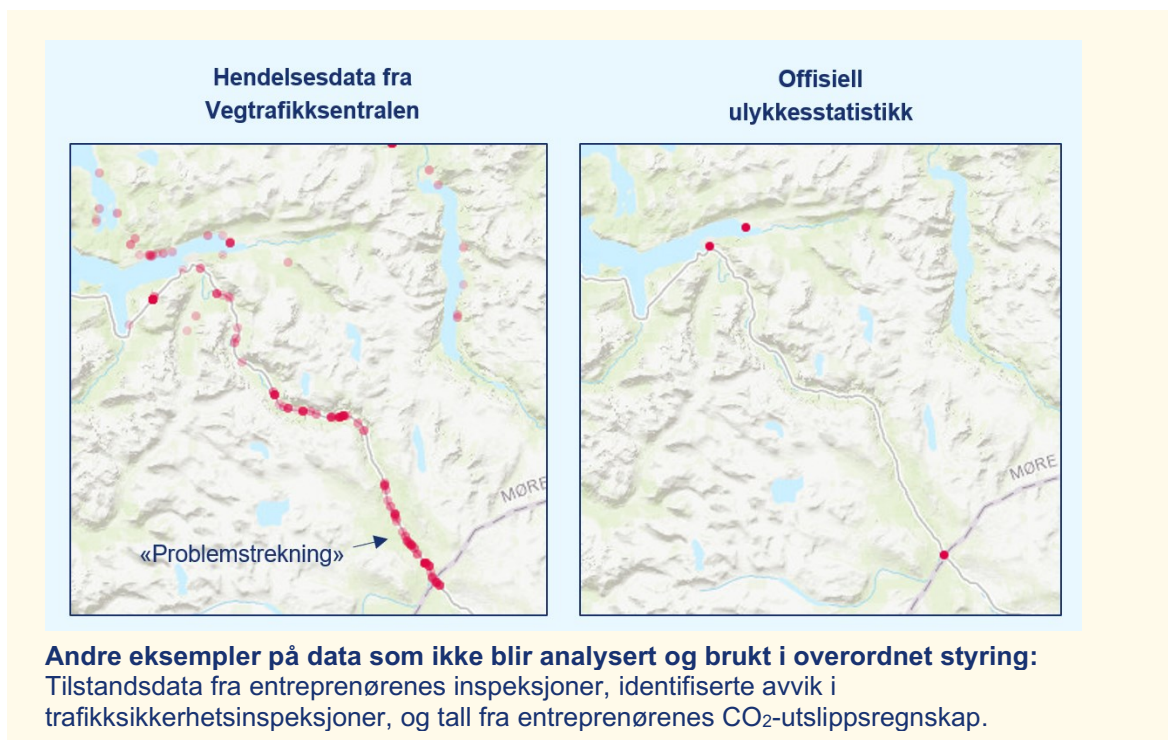 Hendelsesdata fra
Vegtrafikksentralen
Offisiell
ulykkesstatistikk
MØRE
«Problemstrekning»
MØRE
Andre eksempler på data som ikke blir analysert og brukt i overordnet styring:
Tilstandsdata fra entreprenørenes inspeksjoner, identifiserte avvik i
trafikksikkerhetsinspeksjoner, og tall fra entreprenørenes CO₂-utslippsregnskap.